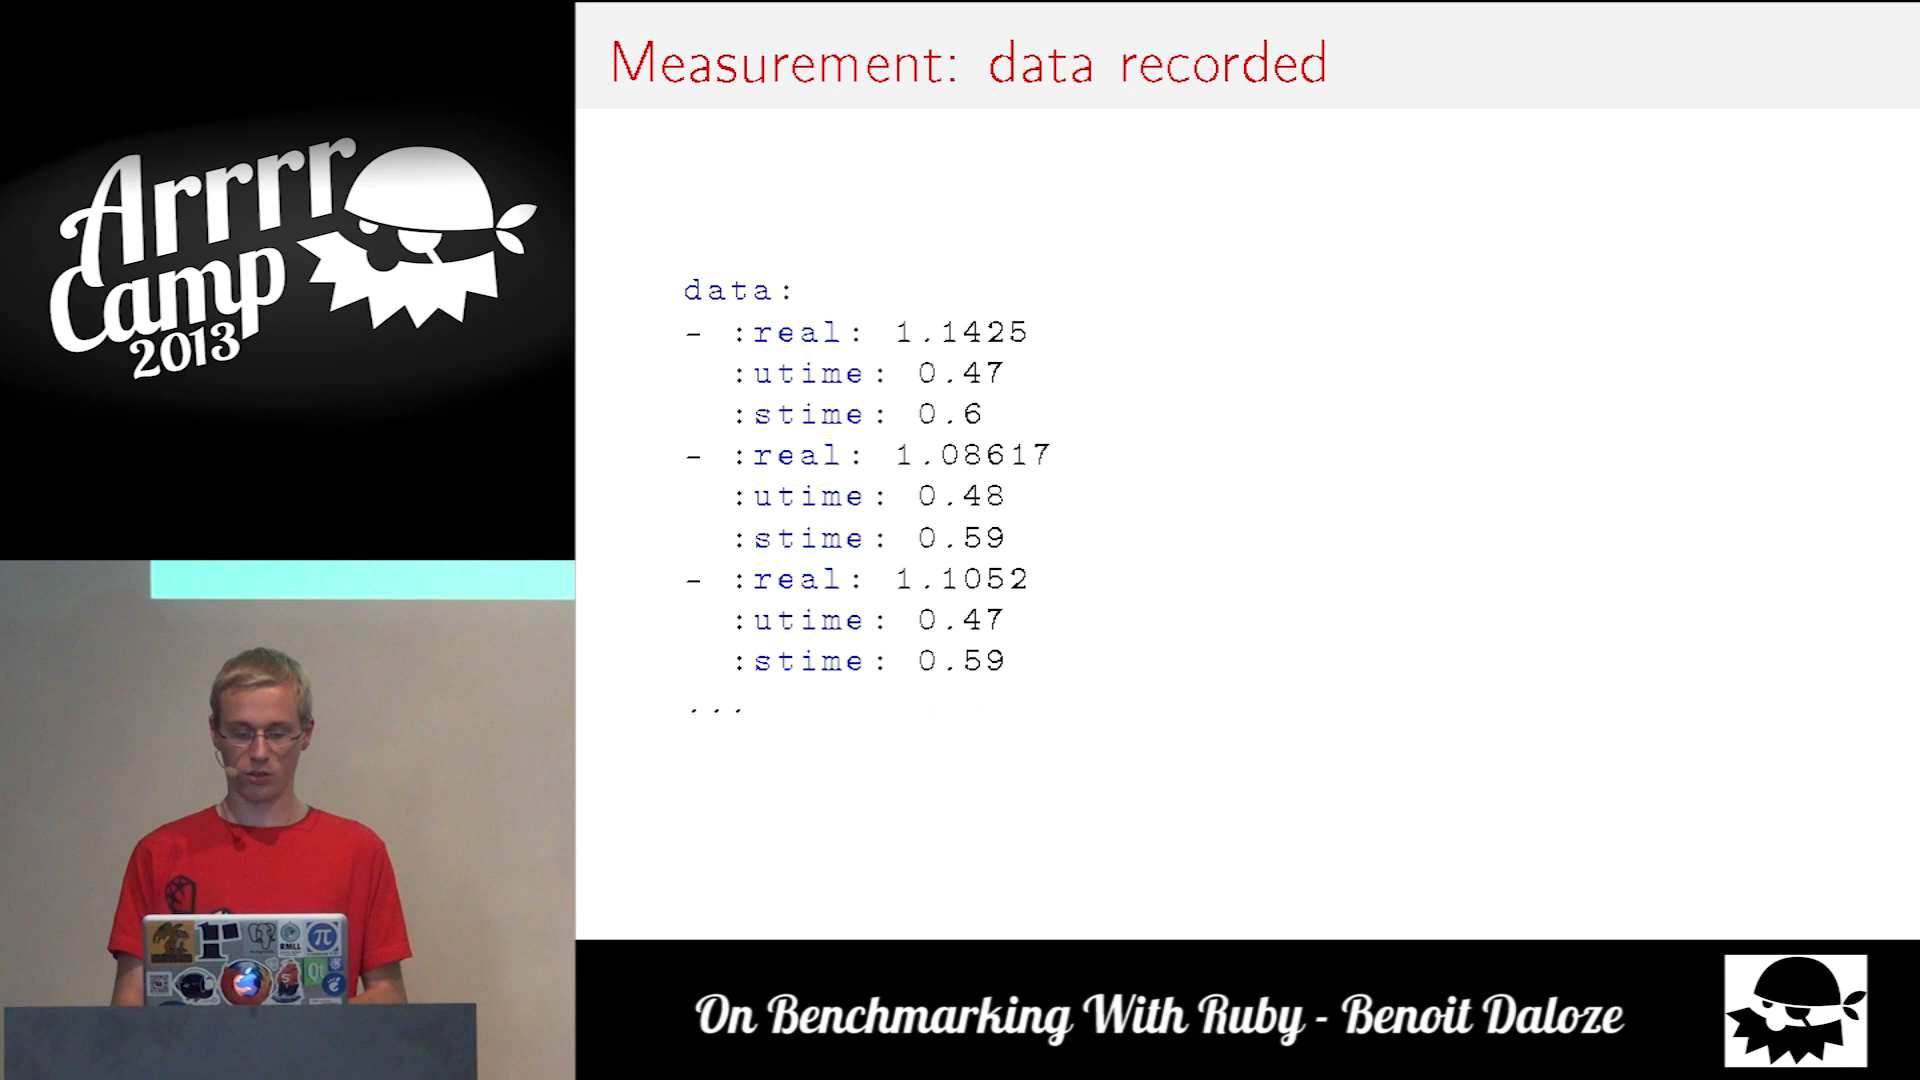 Arrrr
Camp
2013
Measurement: data recorded
data:
- :real: 1.1425
:utime: 0.47
:stime: 0.6
- :real: 1.08617
:utime: 0.48
:stime: 0.59
- :real: 1.1052
:utime: 0.47
:stime: 0.59
...
RMLL
π
Qt
On Benchmarking With Ruby - Benoit Daloze